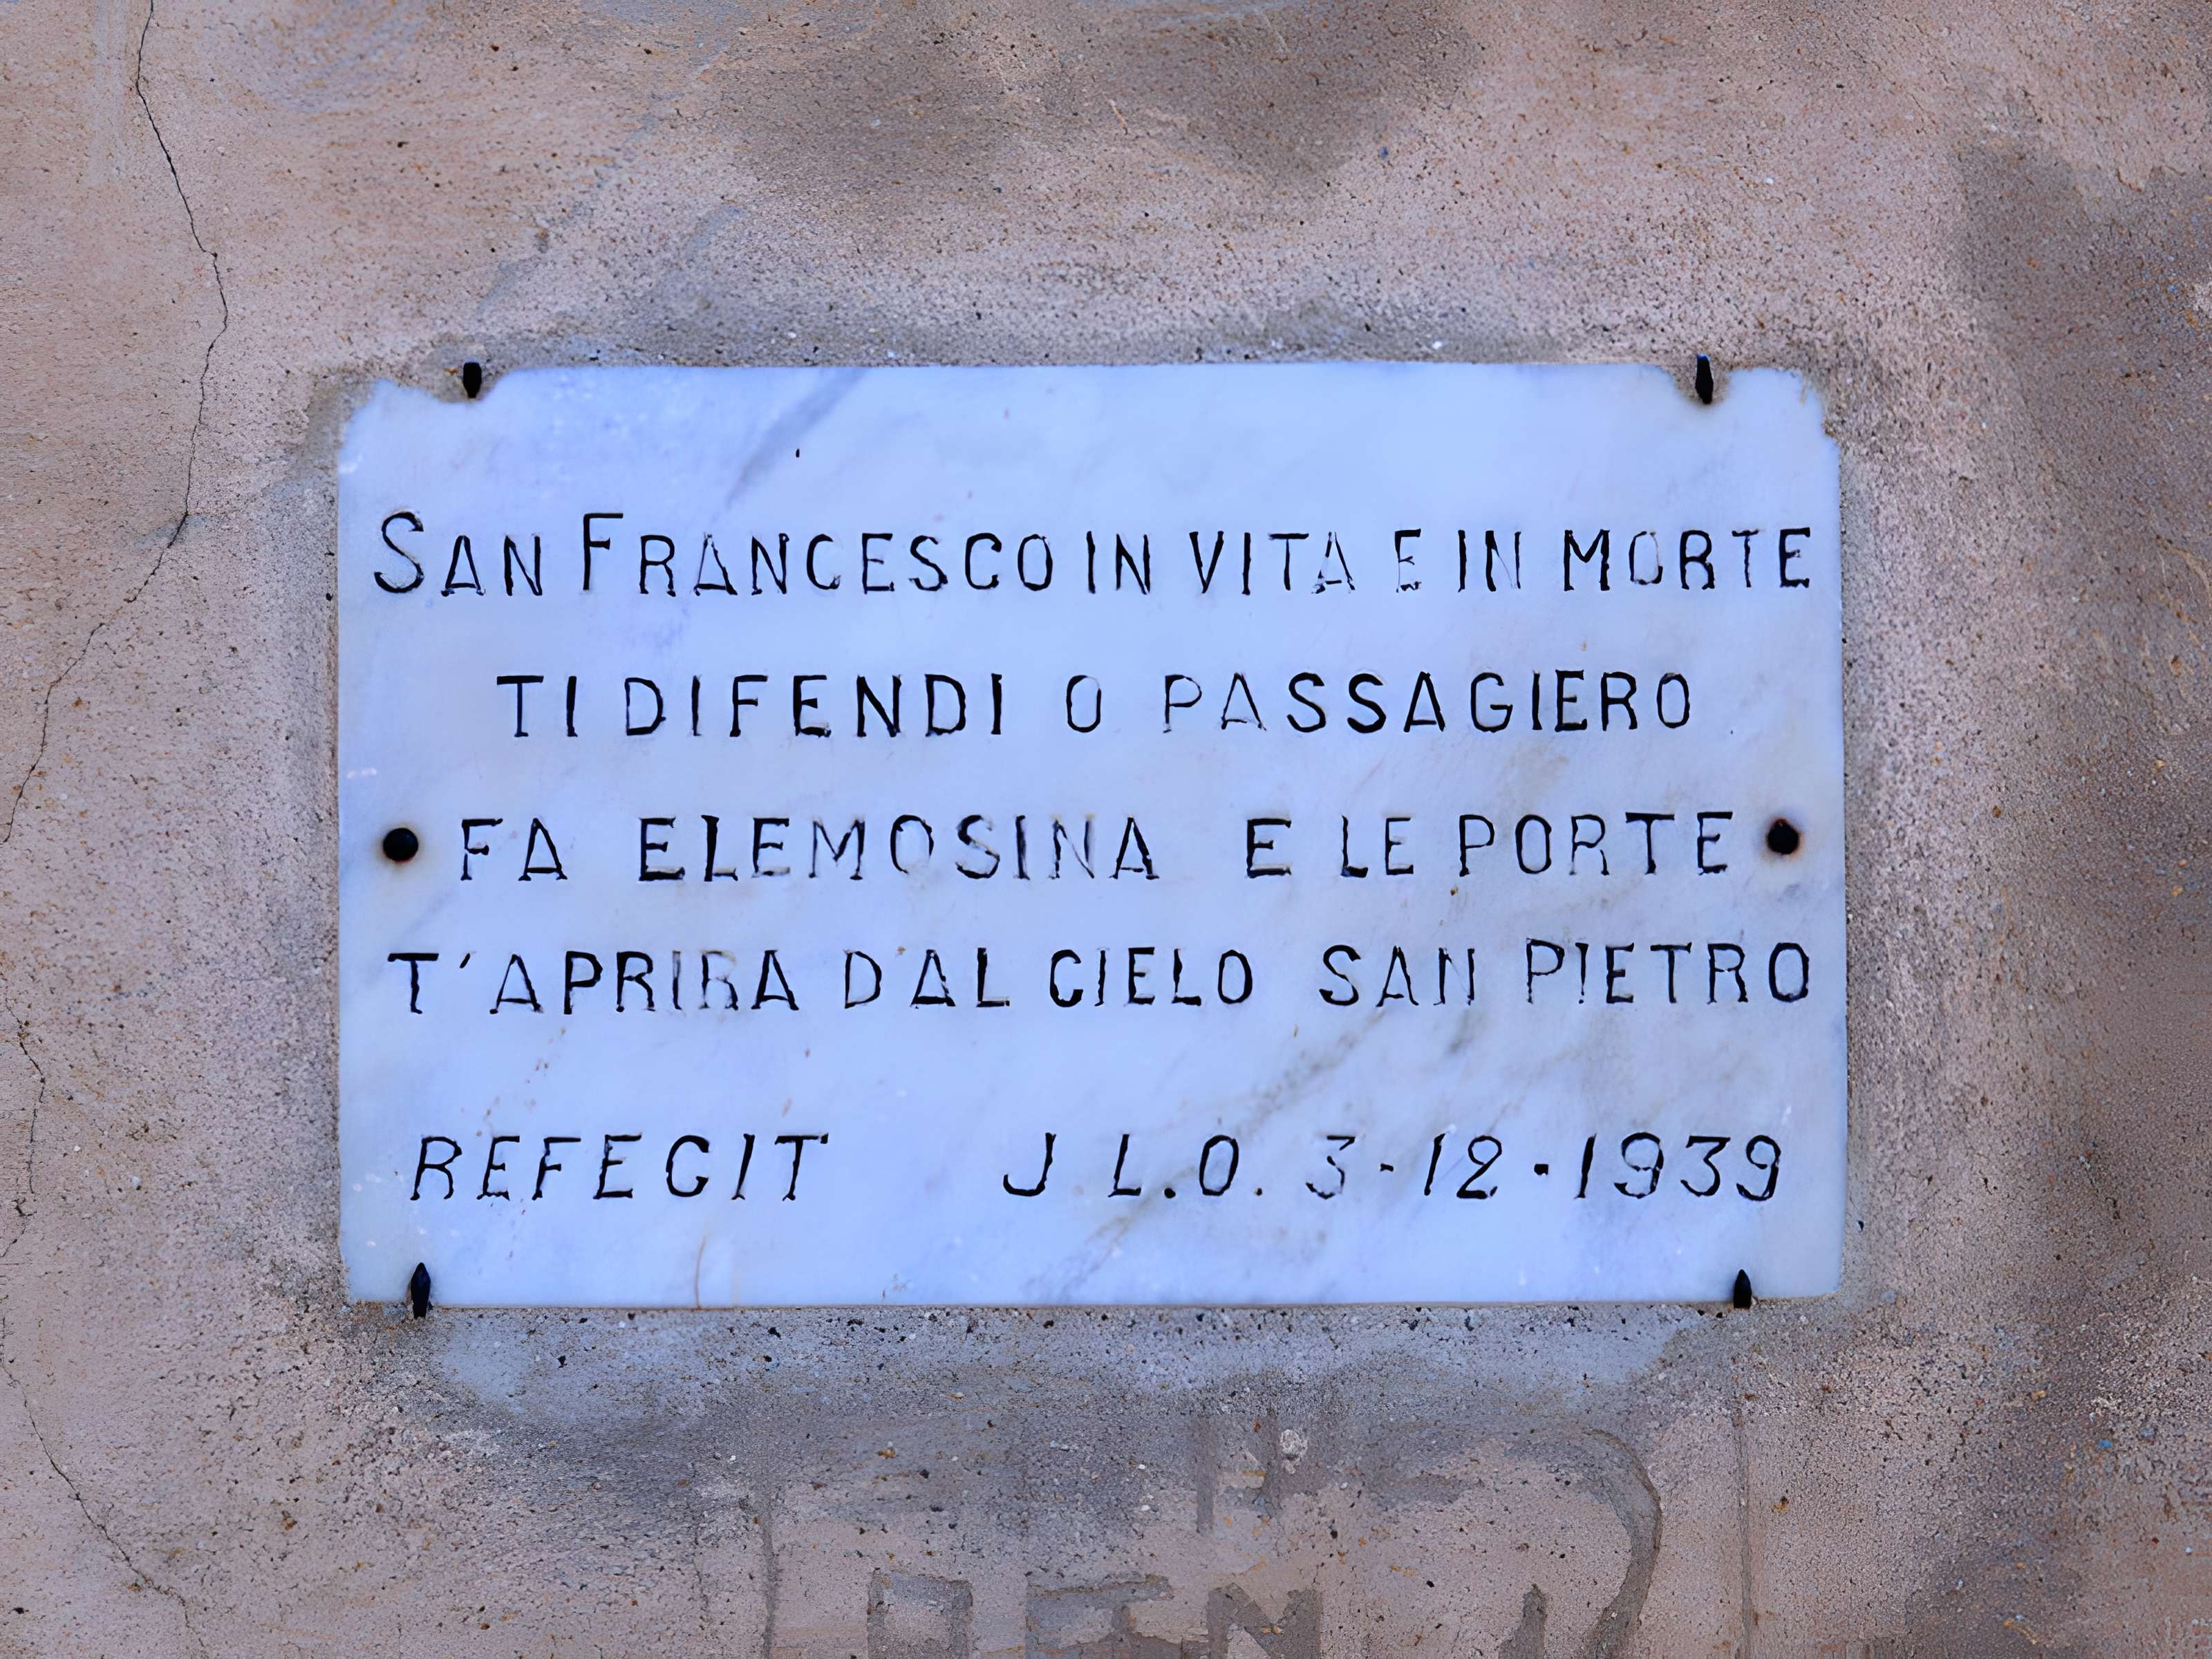 SAN FRANCESCO IN VITA E IN MORTE
TI DIFENDI O PASSAGIERO
FA ELEMOSINA E LE PORTE
T'APRIRA DAL CIELO SAN PIETRO
REFECIT J L.O. 3-12-1939